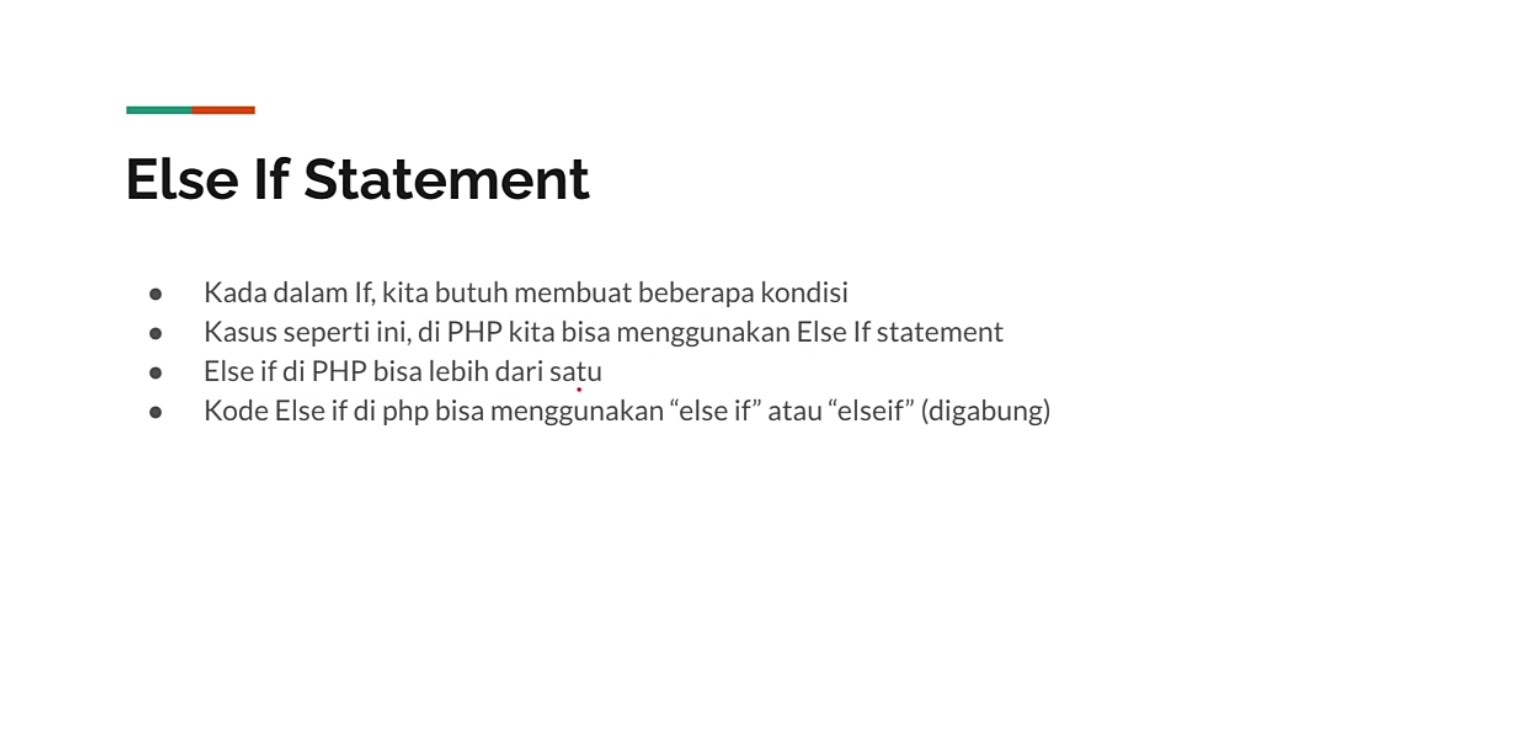 Else If Statement
● Kada dalam If, kita butuh membuat beberapa kondisi
● Kasus seperti ini, di PHP kita bisa menggunakan Else If statement
● Else if di PHP bisa lebih dari satu
● Kode Else if di php bisa menggunakan “else if” atau “elseif” (digabung)